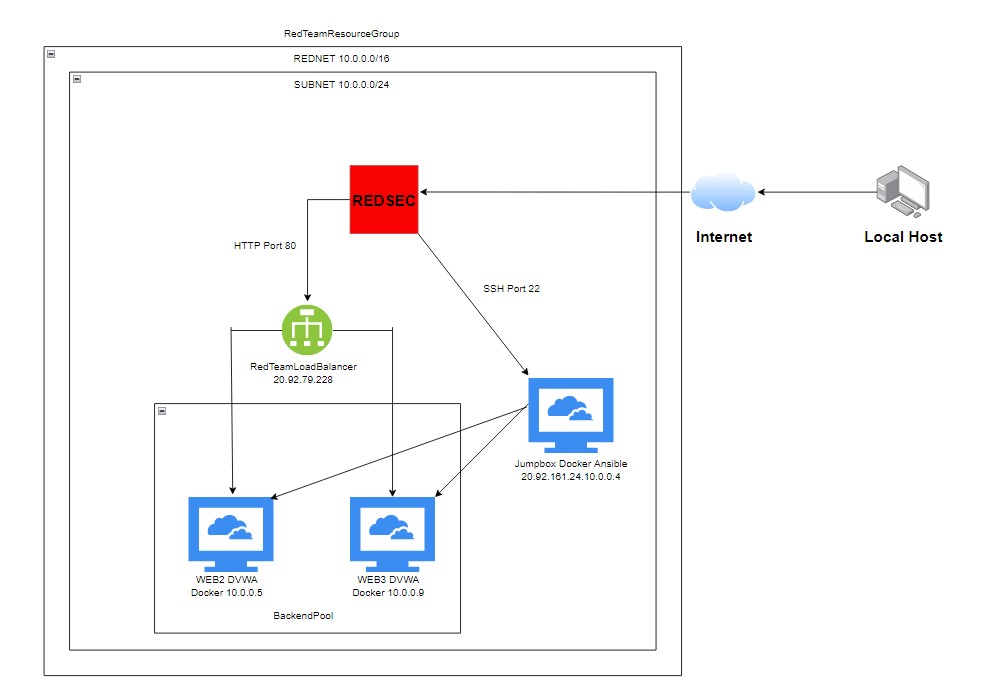 RedTeamResourceGroup
REDNET 10.0.0.0/16
SUBNET 10.0.0.0/24
REDSEC
Internet
Local Host
HTTP Port 80
SSH Port 22
RedTeamLoadBalancer
20.92.79.228
Jumpbox Docker Ansible
20.92.161.24.10.0.0.4
WEB2 DVWA
Docker 10.0.0.5
WEB3 DVWA
Docker 10.0.0.9
BackendPool